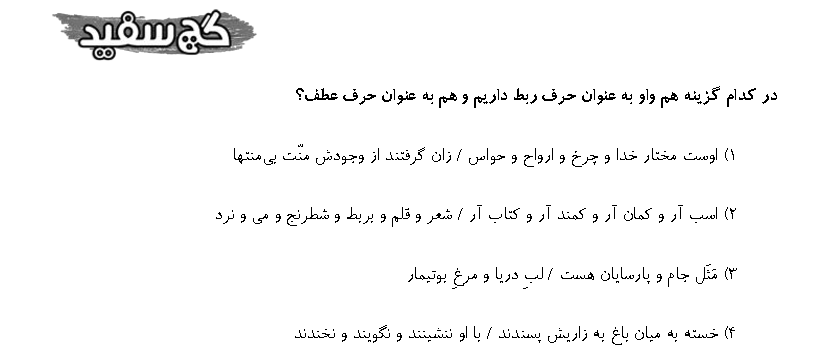 گچ سفید
در کدام گزینه هم واو به عنوان حرف ربط داریم و هم به عنوان حرف عطف؟
۱) اوست مختار خدا و چرخ و ارواح و حواس / زان گرفتند از وجودش منّت بی‌منتها
۲) اسب آر و کمان آر و کمند آر و کتاب آر / شعر و قلم و بربط و شطرنج و می و نرد
۳) مَثَل جام و پارسایان هست / لبِ دریا و مرغِ بوتیمار
۴) خسته به میان باغ به زاریش پسندند / با او ننشینند و نگویند و نخندند